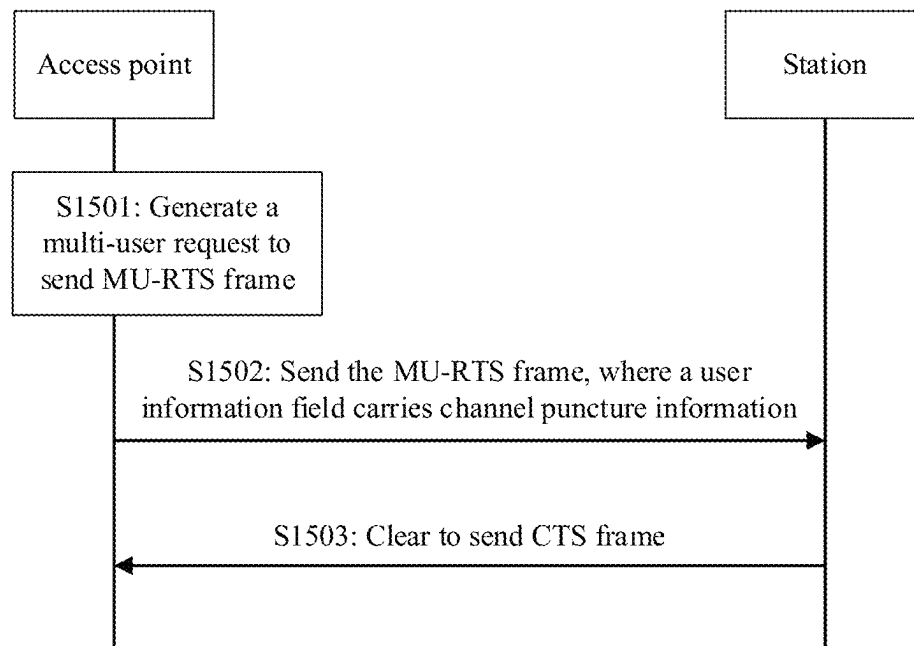 Access point
Station
S1501: Generate a
multi-user request to
send MU-RTS frame
S1502: Send the MU-RTS frame, where a user
information field carries channel puncture information
S1503: Clear to send CTS frame